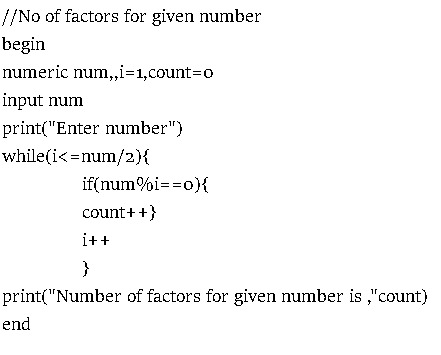 //No of factors for given number
begin
numeric num,,i=1,count=0
input num
print("Enter number")
while(i<=num/2){
if(num%i==0){
count++}
i++
}
print("Number of factors for given number is ,"count)
end